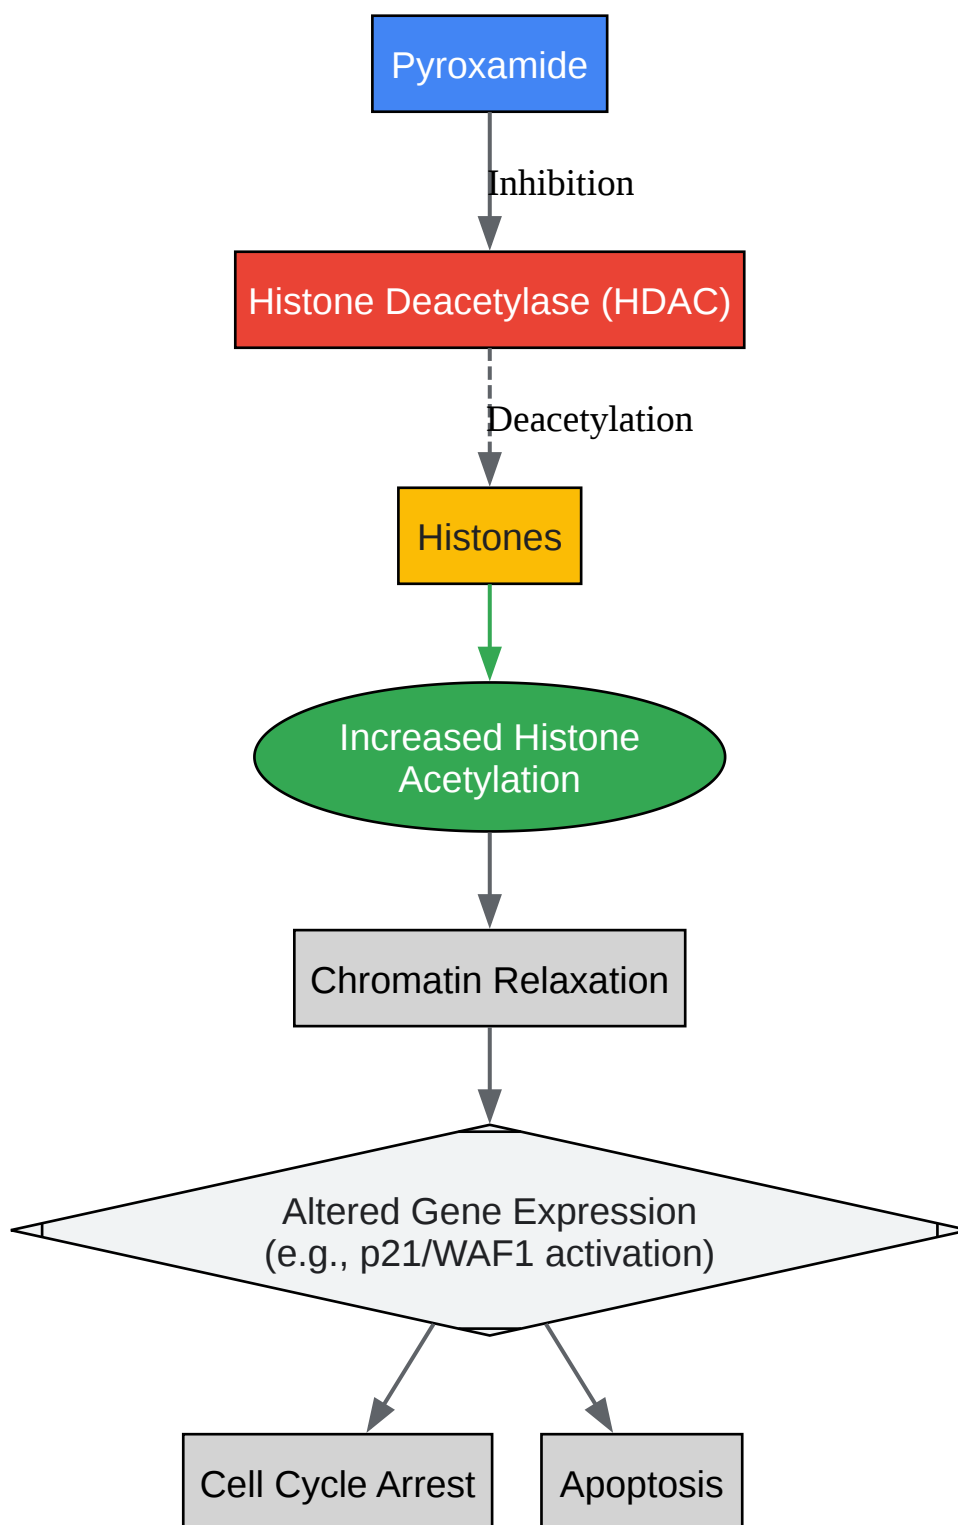 Pyroxamide
Inhibition
Histone Deacetylase (HDAC)
Deacetylation
Histones
Increased Histone
Acetylation
Chromatin Relaxation
Altered Gene Expression
(e.g., p21/WAF1 activation)
Cell Cycle Arrest
Apoptosis